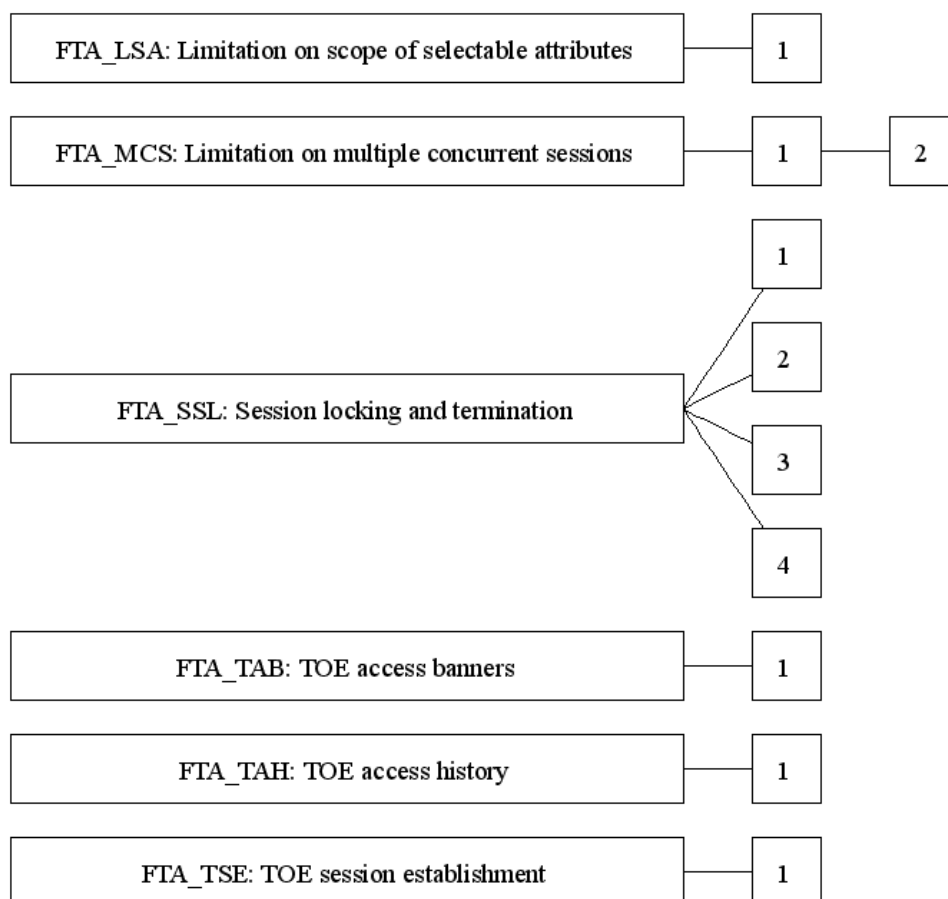 FTA_LSA: Limitation on scope of selectable attributes 1
FTA_MCS: Limitation on multiple concurrent sessions 1 2
1
2
FTA_SSL: Session locking and termination
3
4
FTA_TAB: TOE access banners 1
FTA_TAH: TOE access history 1
FTA_TSE: TOE session establishment 1